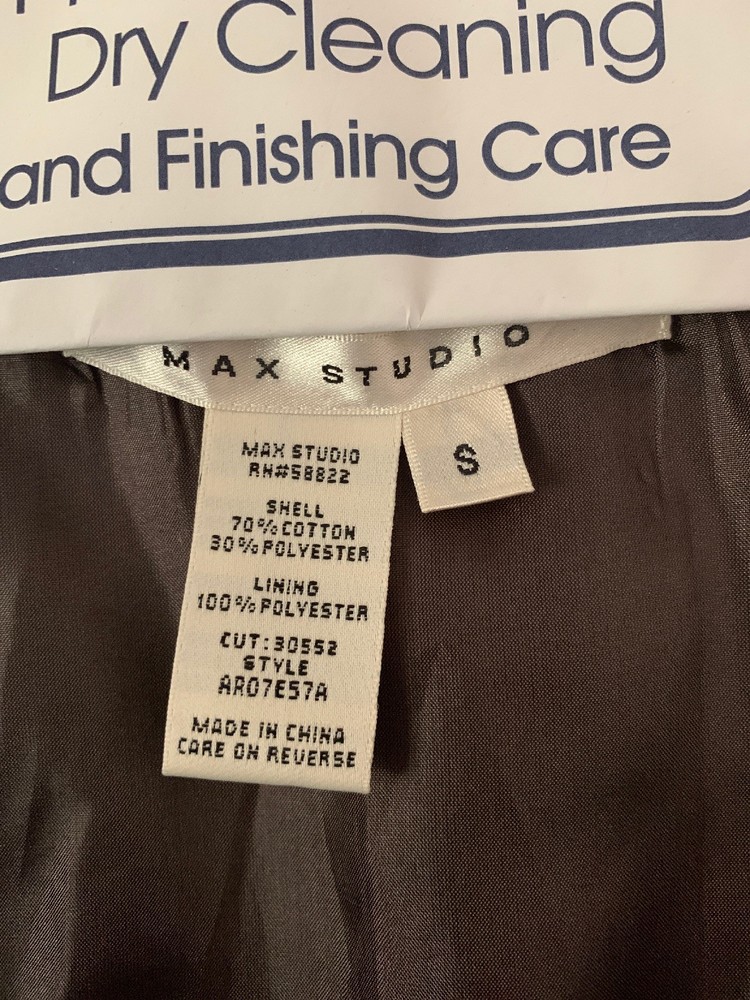 Dry Cleaning
and Finishing Care
MAX STUDIO
S
MAX STUDIO
RN#58822
SHELL
70%COTTON
30%POLYESTER
LINING
100%POLYESTER
CUT:30552
STYLE
AR07E57A
MADE IN CHINA
CARE ON REVERSE